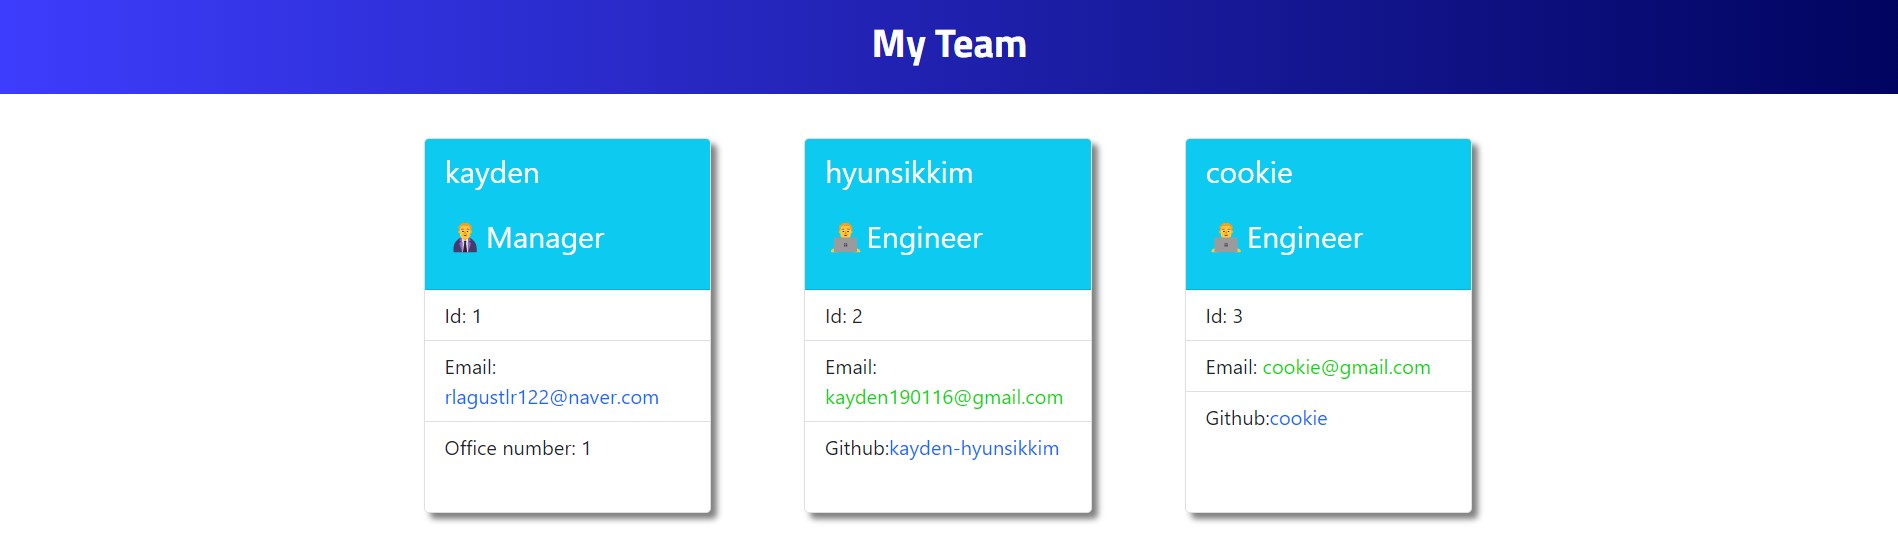 My Team
kayden
Manager
Id: 1
Email:
rlagustlr122@naver.com
Office number: 1
hyunsikkim
Engineer
Id: 2
Email:
kayden190116@gmail.com
Github:kayden-hyunsikkim
cookie
Engineer
Id: 3
Email: cookie@gmail.com
Github:cookie